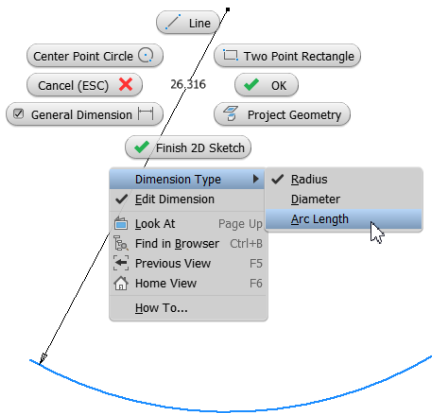 Line
Center Point Circle
Two Point Rectangle
Cancel (ESC)
26.316
OK
General Dimension
Project Geometry
Finish 2D Sketch
Dimension Type
Radius
Edit Dimension
Diameter
Arc Length
Look At Page Up
Find in Browser Ctrl+B
Previous View F5
Home View F6
How To...